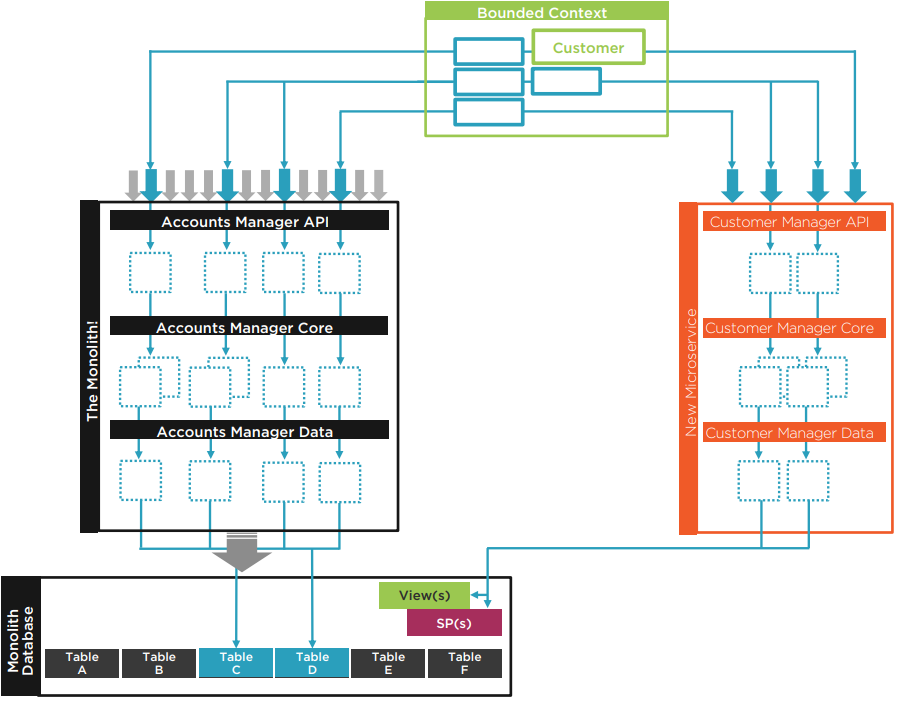 Bounded Context
Customer
The Monolith!
Accounts Manager API
Accounts Manager Core
Accounts Manager Data
New Microservice
Customer Manager API
Customer Manager Core
Customer Manager Data
Monolith
Database
View(s)
SP(s)
Table
A
Table
B
Table
C
Table
D
Table
E
Table
F